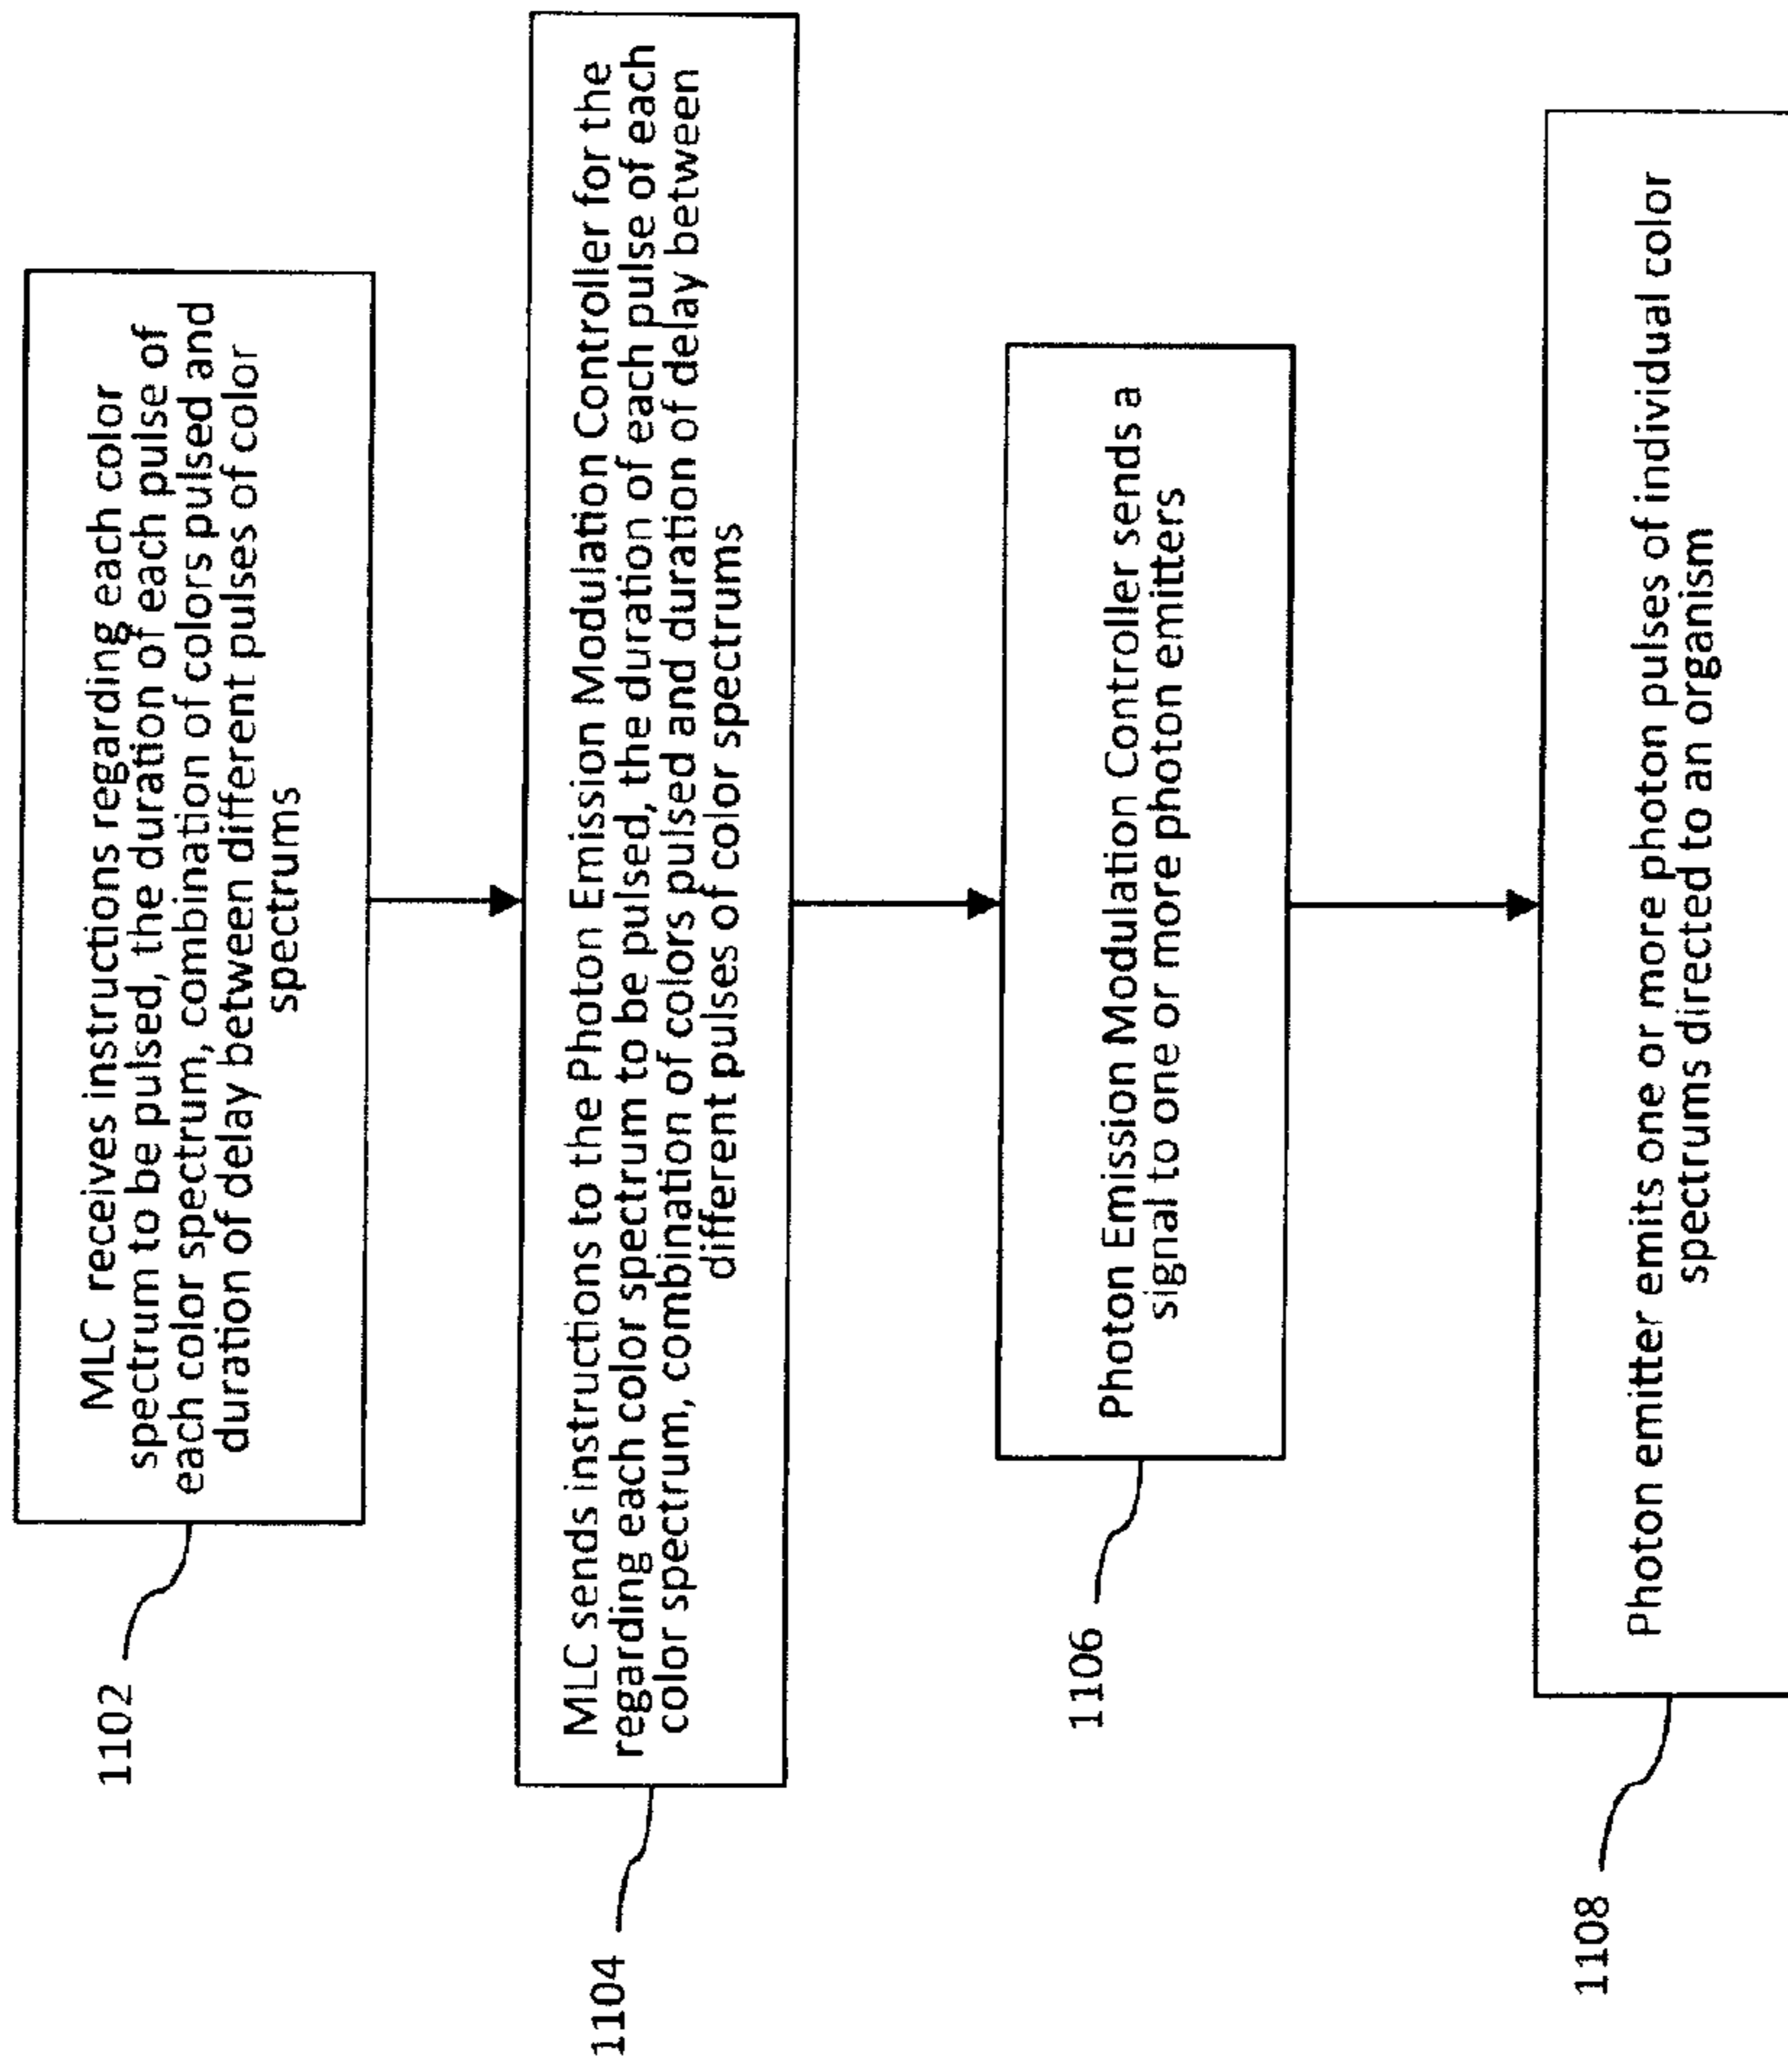 1102
MLC receives instructions regarding each color
spectrum to be pulsed, the duration of each pulse of
each color spectrum, combination of colors pulsed and
duration of delay between different pulses of color
spectrums
1104
MLC sends instructions to the Photon Emission Modulation Controller for the
regarding each color spectrum to be pulsed, the duration of each pulse of each
color spectrum, combination of colors pulsed and duration of delay between
different pulses of color spectrums
1106
Photon Emission Modulation Controller sends a
signal to one or more photon emitters
1108
Photon emitter emits one or more photon pulses of individual color
spectrums directed to an organism